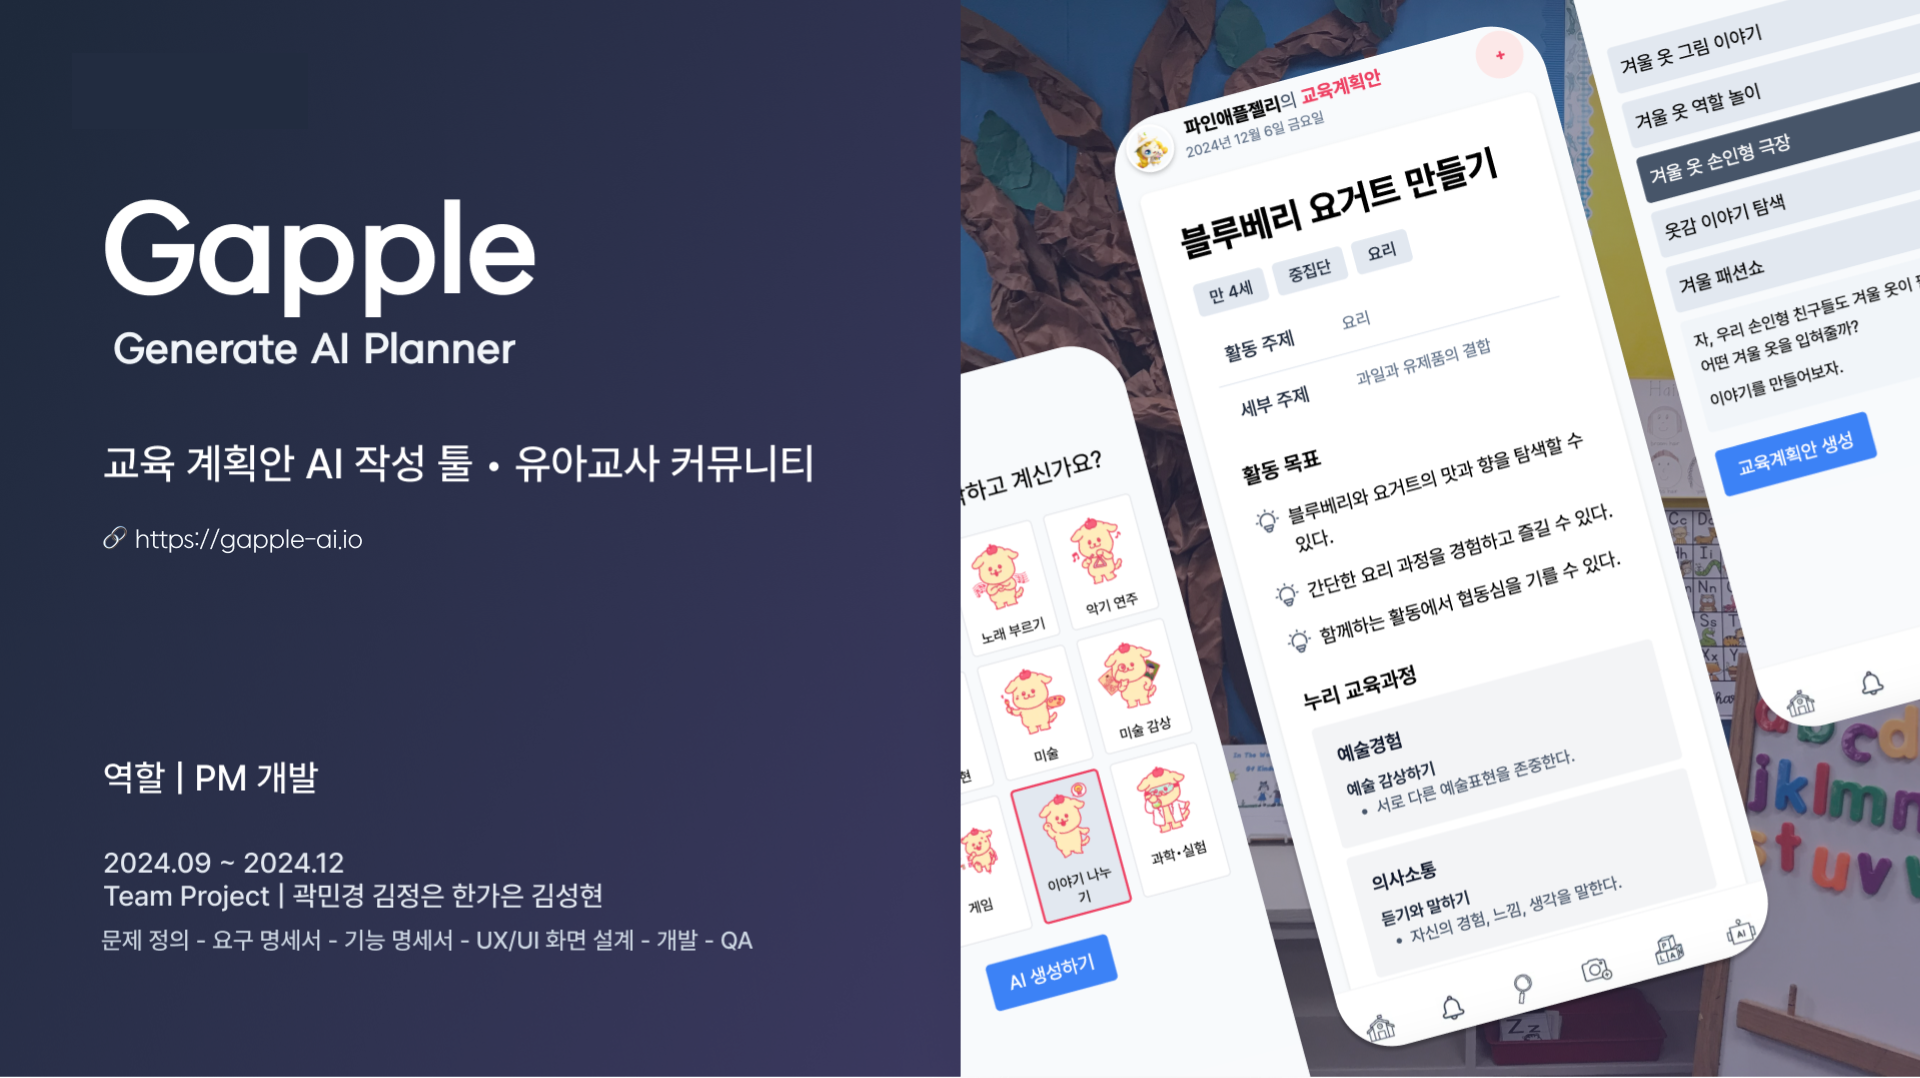 Gapple
Generate AI Planner
교육 계획안 AI 작성 툴 • 유아교사 커뮤니티
https://gapple-ai.io
역할 | PM 개발
2024.09 ~ 2024.12
Team Project | 곽민경 김정은 한가은 김성현
문제 정의 - 요구 명세서 - 기능 명세서 - UX/UI 화면 설계 - 개발 - QA
하고 계신가요?
노래 부르기
악기 연주
미술
미술 감상
현
게임
이야기 나누
기
과학•실험
AI 생성하기
파인애플젤리의 교육계획안
2024년 12월 6일 금요일
+
블루베리 요거트 만들기
만 4세
중집단
요리
활동 주제
요리
세부 주제
과일과 유제품의 결합
활동 목표
블루베리와 요거트의 맛과 향을 탐색할 수
있다.
간단한 요리 과정을 경험하고 즐길 수 있다.
함께하는 활동에서 협동심을 기를 수 있다.
누리 교육과정
예술경험
예술 감상하기
• 서로 다른 예술표현을 존중한다.
의사소통
듣기와 말하기
• 자신의 경험, 느낌, 생각을 말한다.
PLAN
AI
겨울 옷 그림 이야기
겨울 옷 역할 놀이
겨울 옷 손인형 극장
옷감 이야기 탐색
겨울 패션쇼
자, 우리 손인형 친구들도 겨울 옷이
어떤 겨울 옷을 입혀줄까?
이야기를 만들어보자.
교육계획안 생성
Cc
Ii
Nn
Ss
abcd
jklmn
tuv
Zz